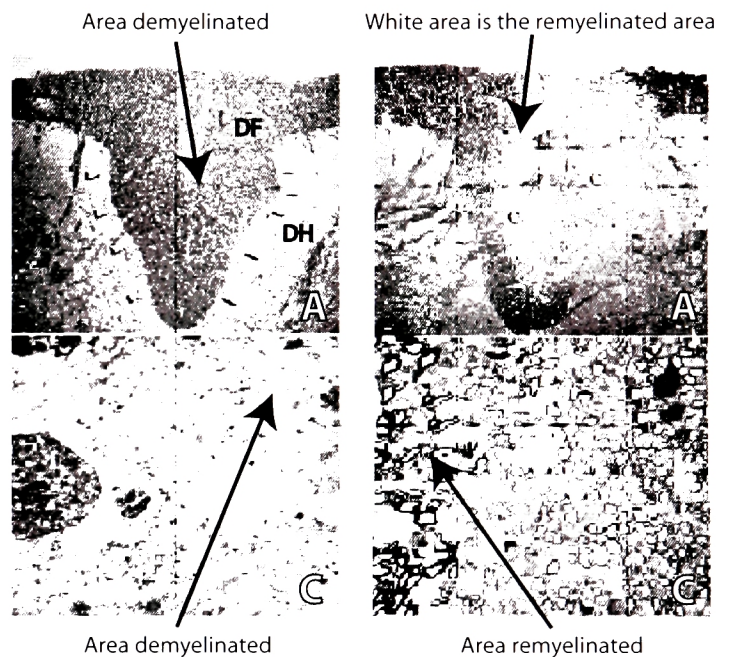 Area demyelinated
White area is the remyelinated area
DF
DH
A
A
C
C
Area demyelinated
Area remyelinated